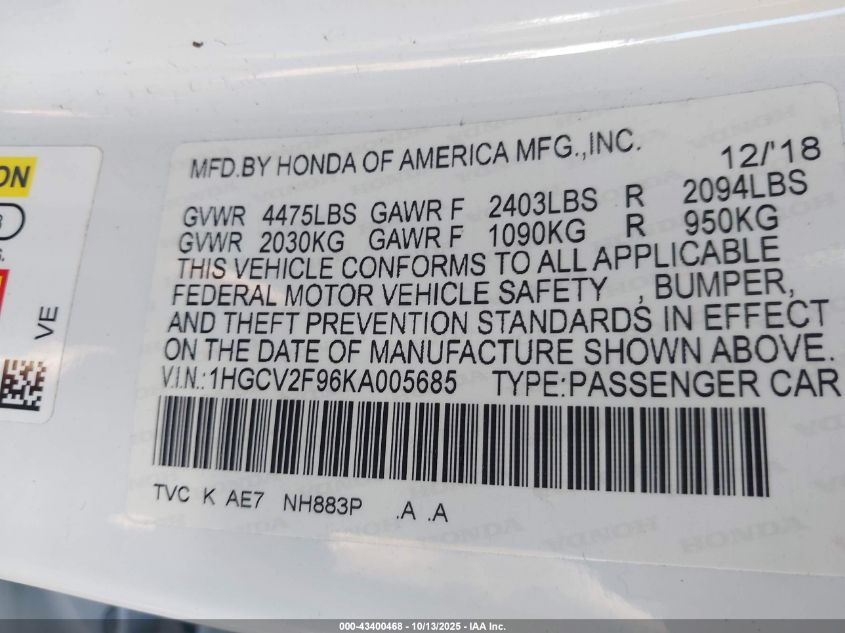 MFD.BY HONDA OF AMERICA MFG.,INC. 12/'18
GVWR 4475LBS GAWR F 2403LBS R 2094LBS
GVWR 2030KG GAWR F 1090KG R 950KG
THIS VEHICLE CONFORMS TO ALL APPLICABLE
FEDERAL MOTOR VEHICLE SAFETY , BUMPER,
AND THEFT PREVENTION STANDARDS IN EFFECT
ON THE DATE OF MANUFACTURE SHOWN ABOVE.
V.I.N.:1HGCV2F96KA005685 TYPE:PASSENGER CAR
TVC K AE7 NH883P .A .A
ON
VE
000-43400468 - 10/13/2025 - IAA Inc.